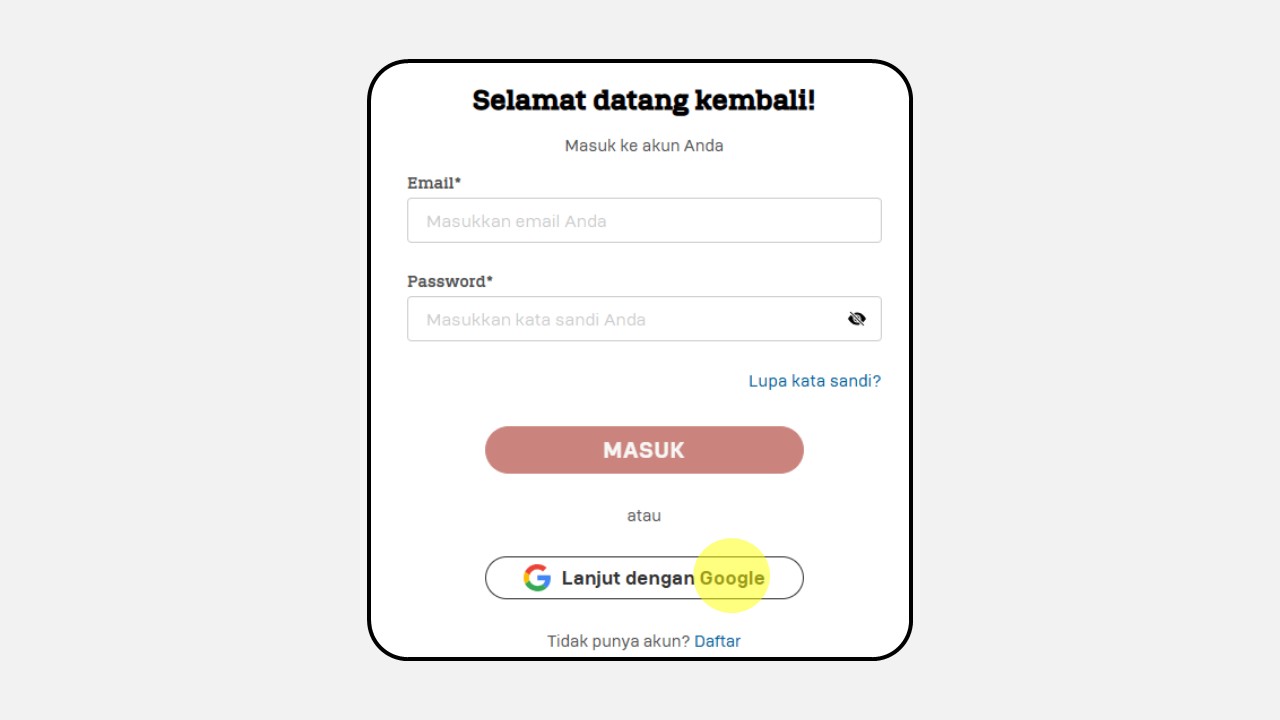 Selamat datang kembali!
Masuk ke akun Anda
Email*
Masukkan email Anda
Password*
Masukkan kata sandi Anda
Lupa kata sandi?
MASUK
atau
Lanjut dengan Google
Tidak punya akun? Daftar